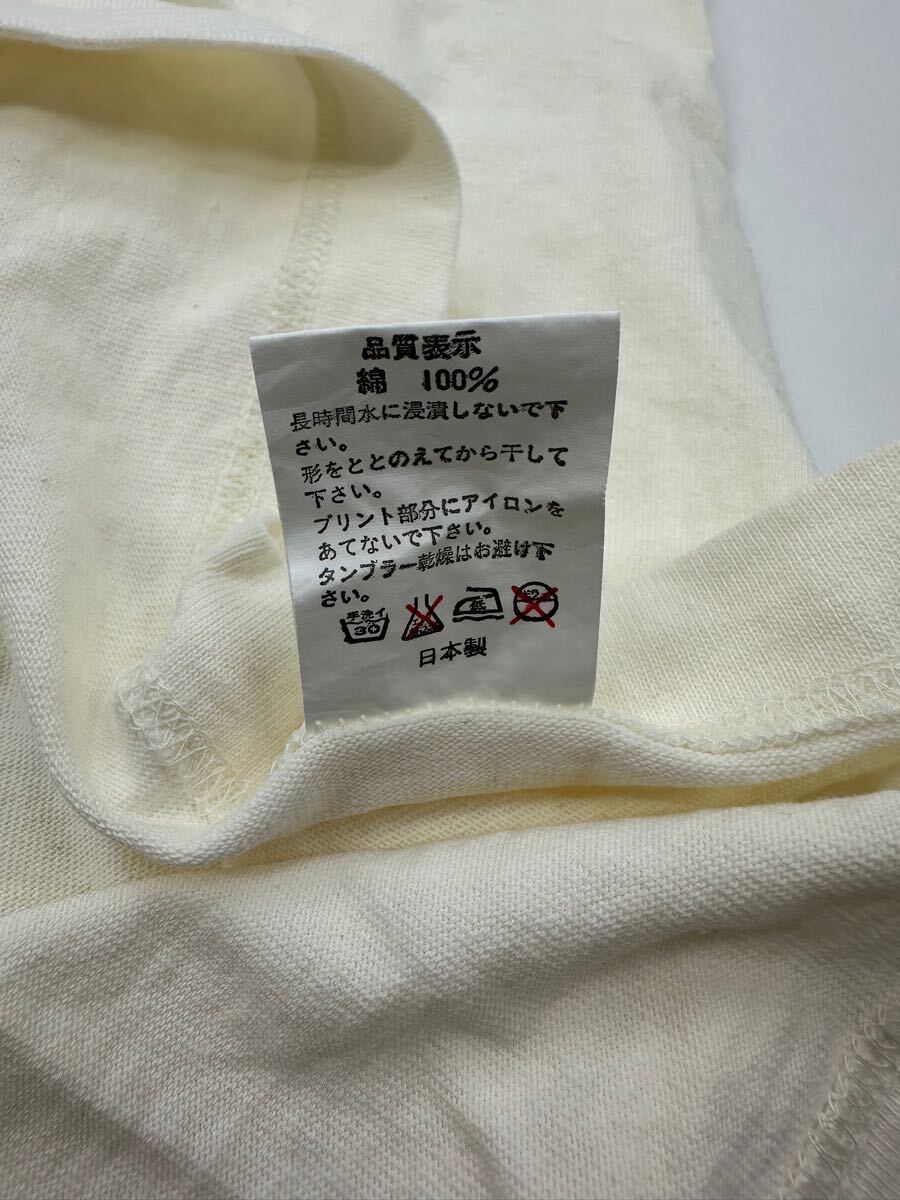 品質表示
綿 100%
長時間水に浸漬しないで下
さい。
形をととのえてから干して
下さい。
プリント部分にアイロンを
あてないで下さい。
タンブラー乾燥はお避け下
さい。
手洗イ
30
日本製